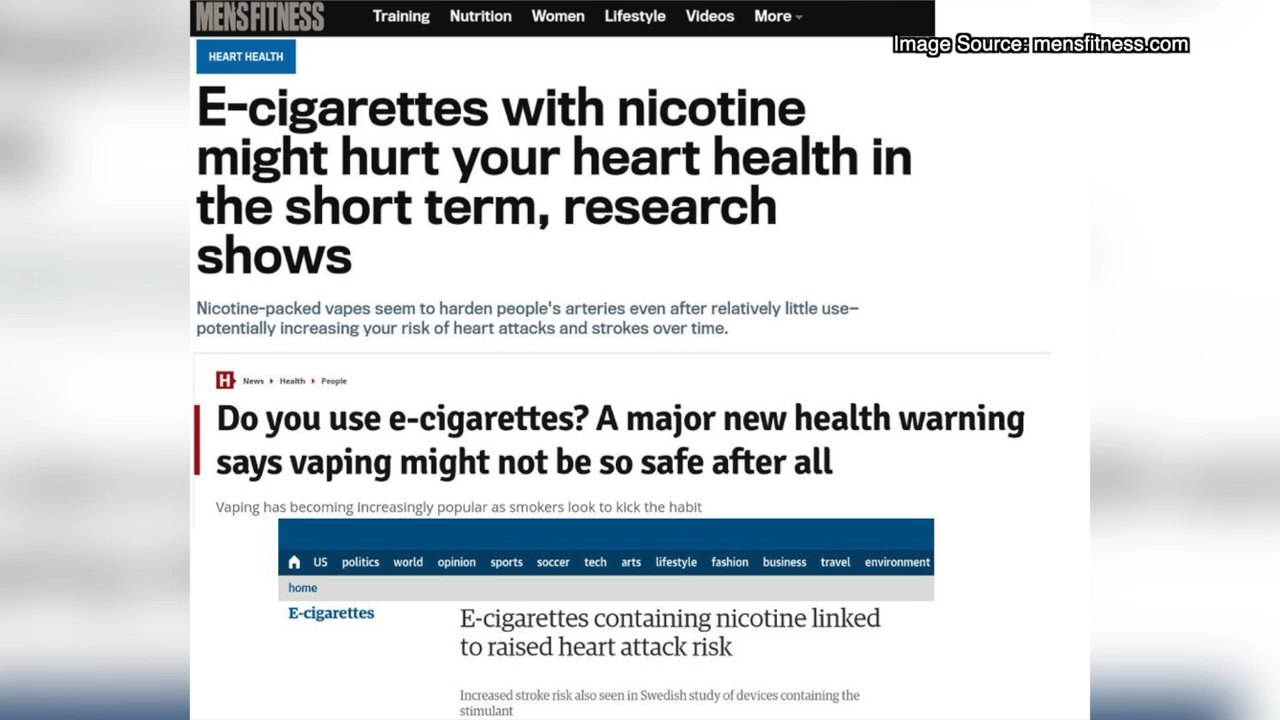 MENSFITNESS
Training Nutrition Women Lifestyle Videos More
Image Source: mensfitness.com
HEART HEALTH
E-cigarettes with nicotine
might hurt your heart health in
the short term, research
shows
Nicotine-packed vapes seem to harden people's arteries even after relatively little use–
potentially increasing your risk of heart attacks and strokes over time.
H News Health People
Do you use e-cigarettes? A major new health warning
says vaping might not be so safe after all
Vaping has becoming increasingly popular as smokers look to kick the habit
US politics world opinion sports soccer tech arts lifestyle fashion business travel environment
home
E-cigarettes
E-cigarettes containing nicotine linked
to raised heart attack risk
Increased stroke risk also seen in Swedish study of devices containing the
stimulant